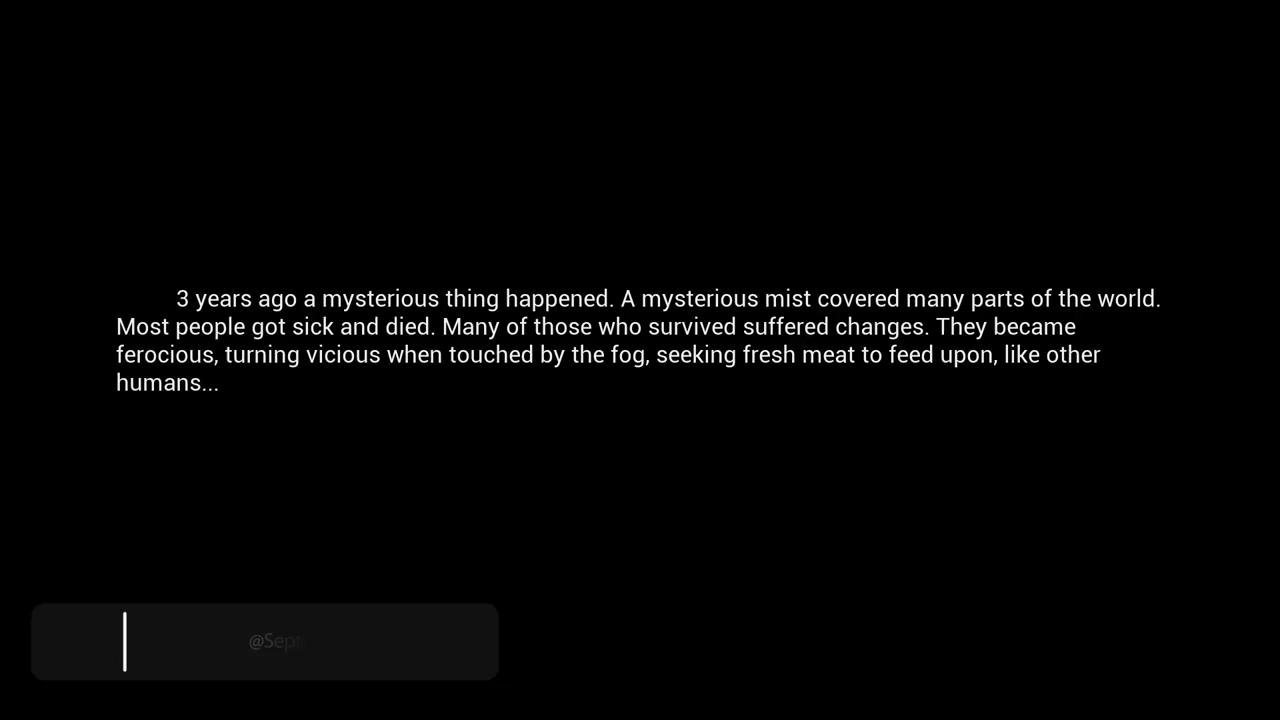 3 years ago a mysterious thing happened. A mysterious mist covered many parts of the world.
Most people got sick and died. Many of those who survived suffered changes. They became
ferocious, turning vicious when touched by the fog, seeking fresh meat to feed upon, like other
humans...